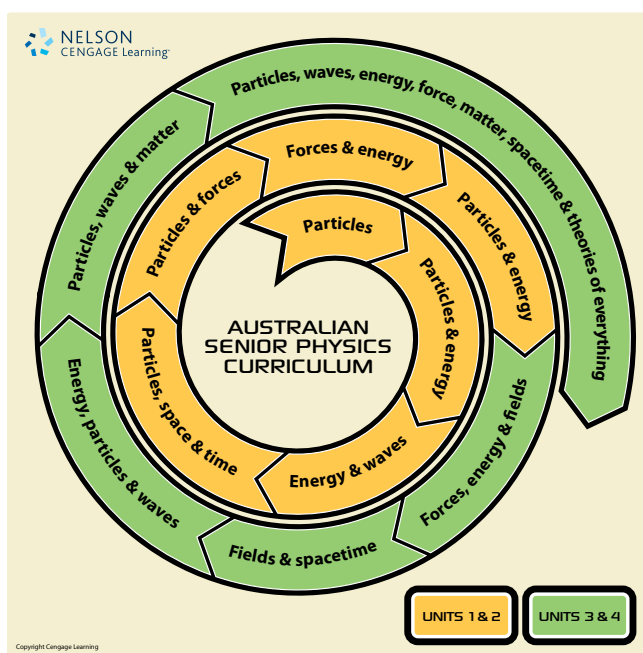 NELSON
CENGAGE Learning
Particles
Particles & energy
Energy & waves
Particles, space & time
Particles & forces
Forces & energy
Particles & energy
Forces, energy & fields
Fields & spacetime
Energy, particles & waves
Particles, waves & matter
Particles, waves, energy, force, matter, spacetime & theories of everything
AUSTRALIAN
SENIOR PHYSICS
CURRICULUM
UNITS 1 & 2
UNITS 3 & 4
Copyright Cengage Learning